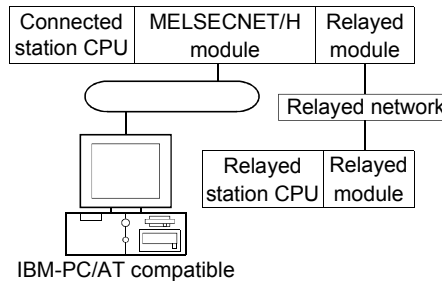 Connected station CPU
MELSECNET/H module
Relayed module
Relayed network
Relayed station CPU
Relayed module
IBM-PC/AT compatible